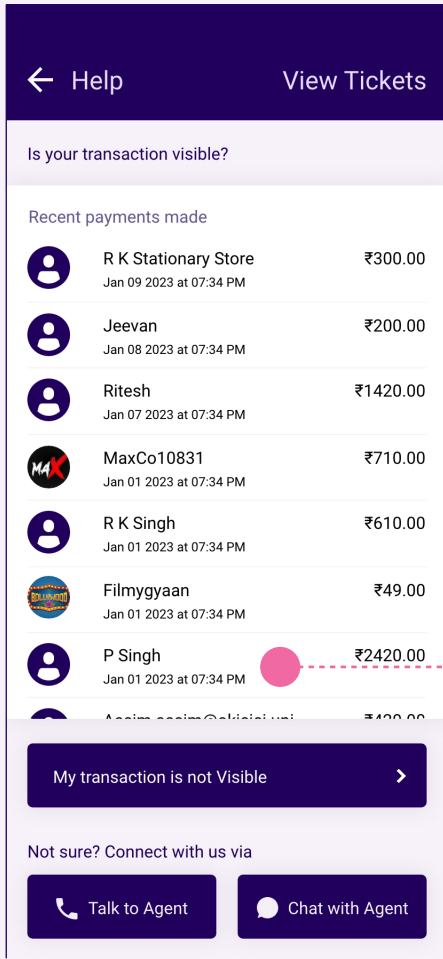 Help
View Tickets
Is your transaction visible?
Recent payments made
R K Stationary Store ₹300.00
Jan 09 2023 at 07:34 PM
Jeevan ₹200.00
Jan 08 2023 at 07:34 PM
Ritesh ₹1420.00
Jan 07 2023 at 07:34 PM
MAX
MaxCo10831 ₹710.00
Jan 01 2023 at 07:34 PM
R K Singh ₹610.00
Jan 01 2023 at 07:34 PM
BOLLYWOOD
Filmygyaan ₹49.00
Jan 01 2023 at 07:34 PM
P Singh ₹2420.00
Jan 01 2023 at 07:34 PM
My transaction is not Visible
Not sure? Connect with us via
Talk to Agent
Chat with Agent